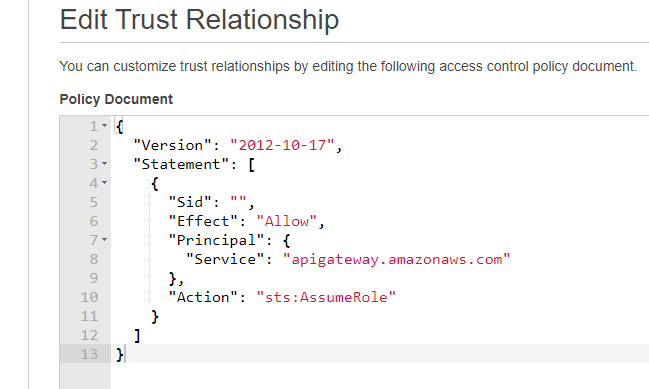 Edit Trust Relationship
You can customize trust relationships by editing the following access control policy document.
Policy Document
1 {
2 "Version": "2012-10-17",
3 "Statement": [
4 {
5 "Sid": "",
6 "Effect": "Allow",
7 "Principal": {
8 "Service": "apigateway.amazonaws.com"
9 },
10 "Action": "sts:AssumeRole"
11 }
12 ]
13 }